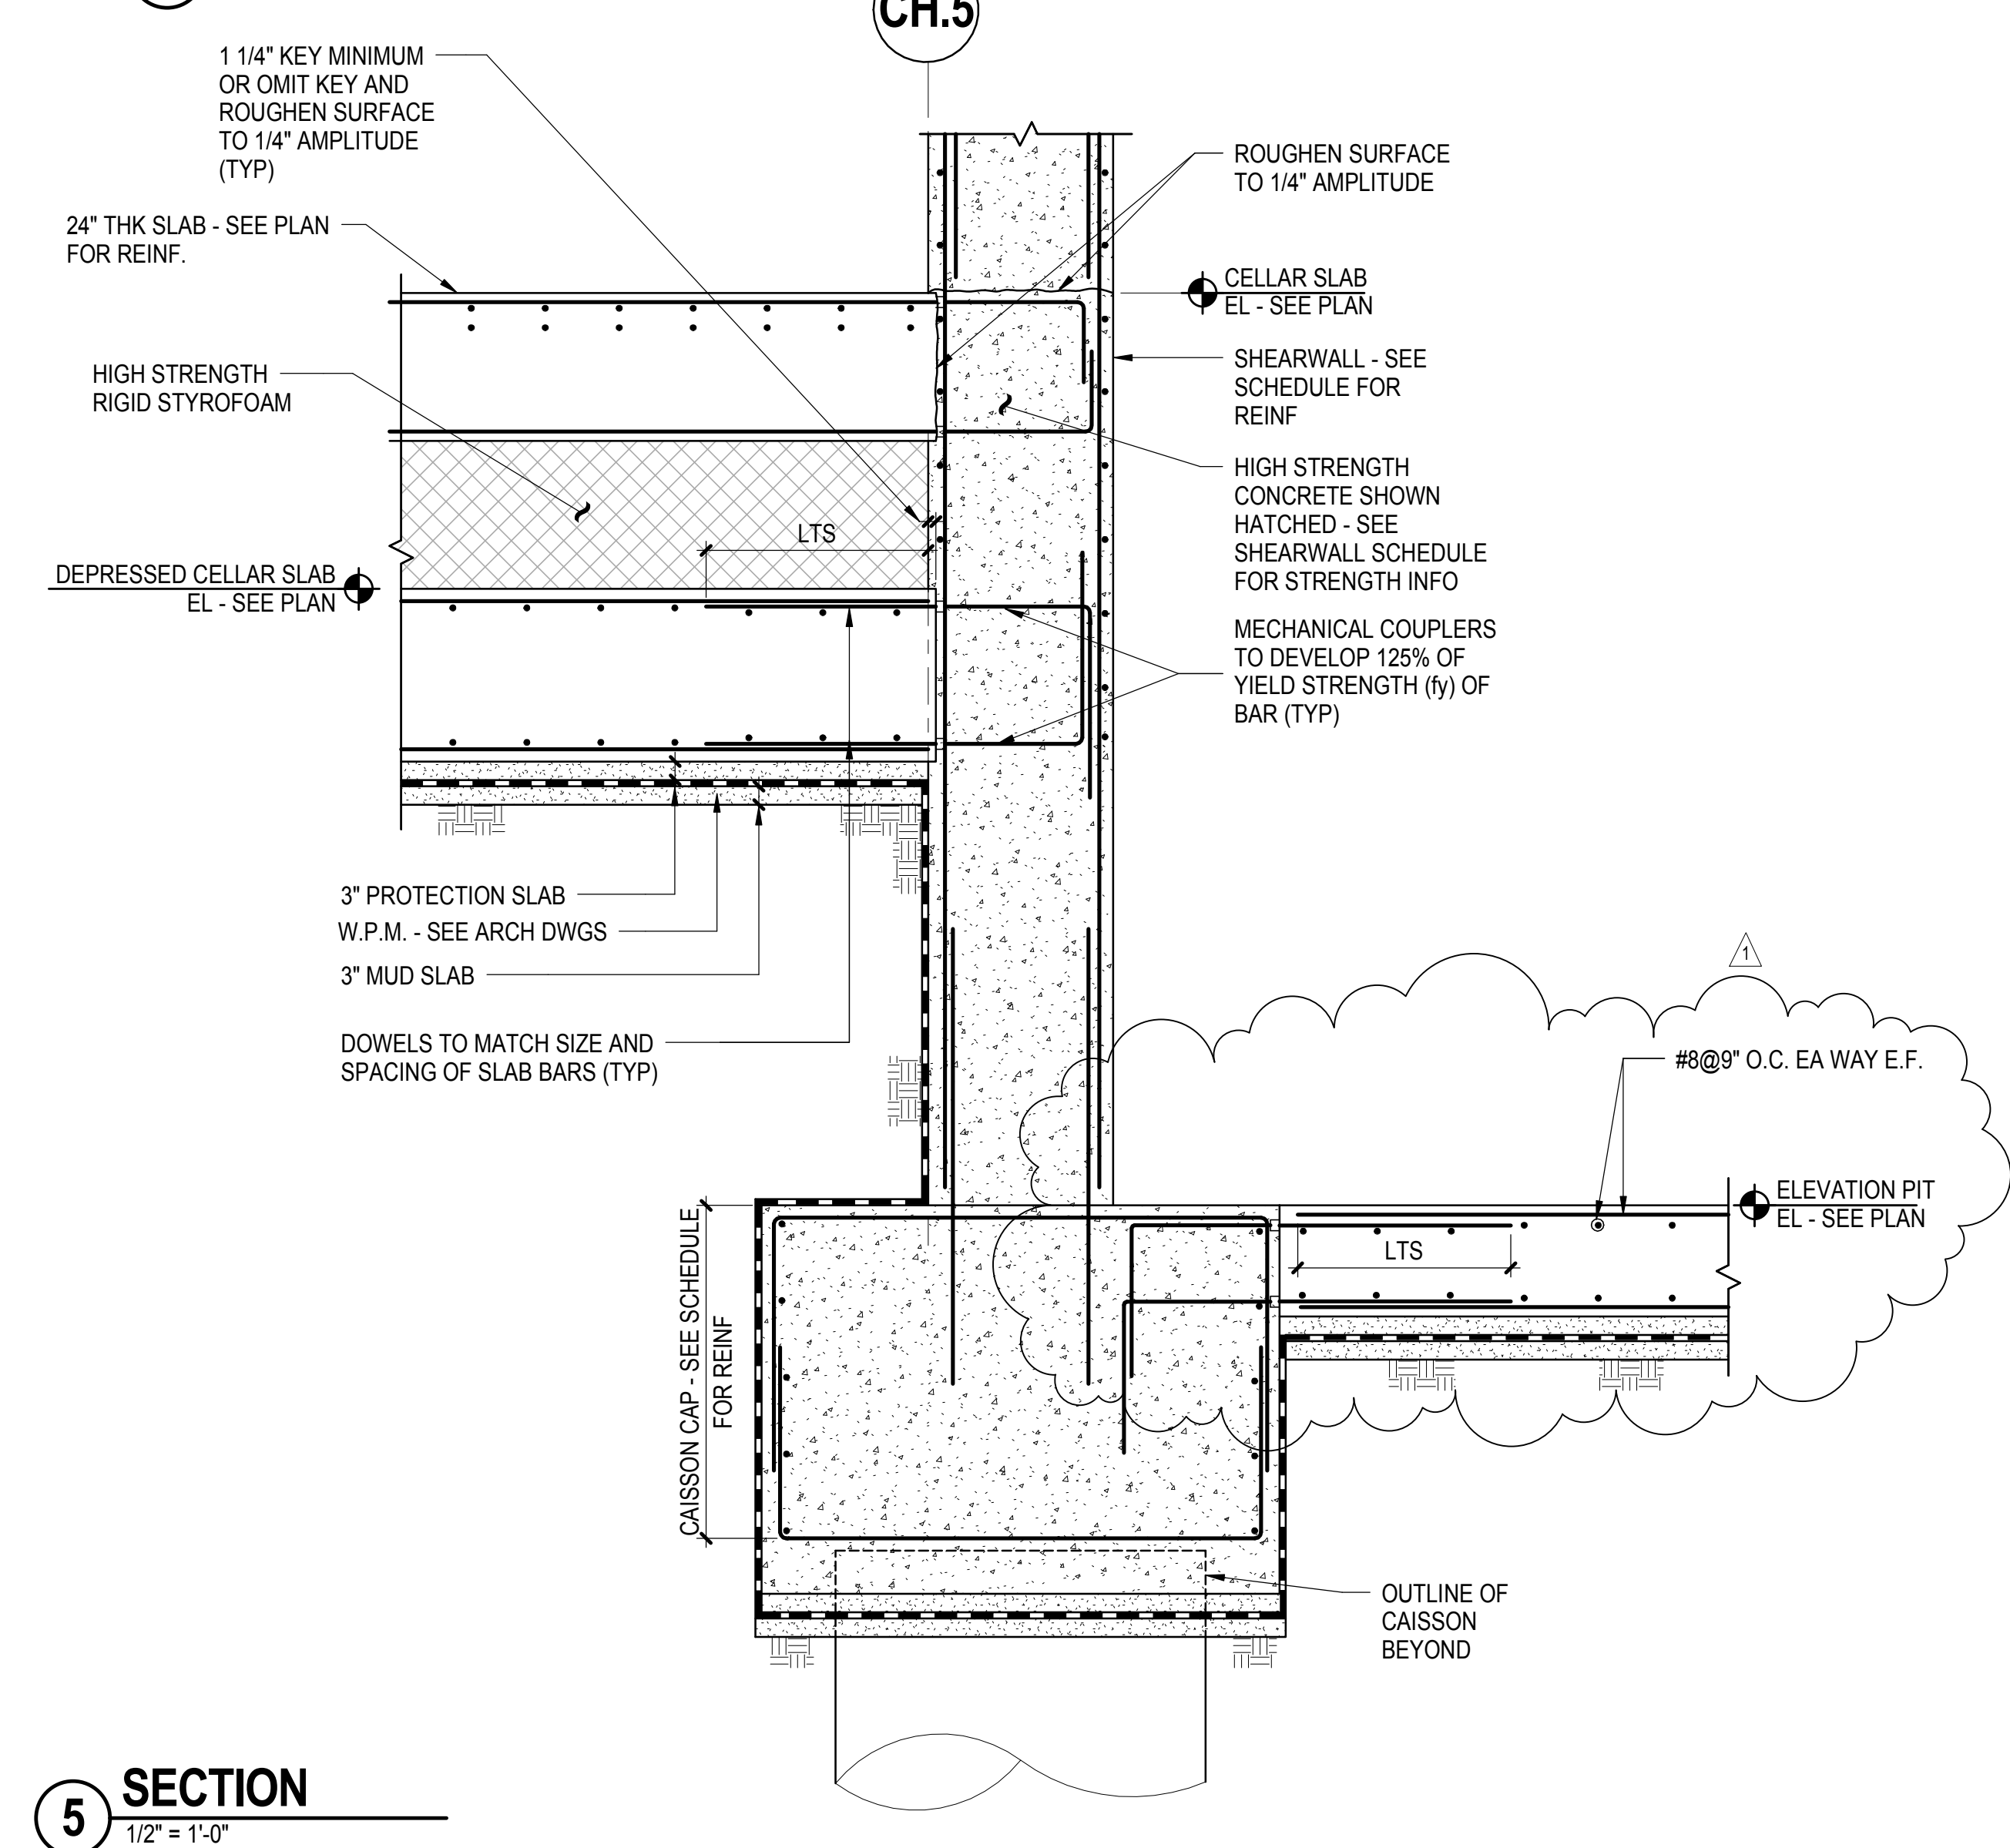 CH.5
1 1/4" KEY MINIMUM
OR OMIT KEY AND
ROUGHEN SURFACE
TO 1/4" AMPLITUDE
(TYP)
ROUGHEN SURFACE
TO 1/4" AMPLITUDE
24" THK SLAB - SEE PLAN
FOR REINF.
CELLAR SLAB
EL - SEE PLAN
HIGH STRENGTH
RIGID STYROFOAM
SHEARWALL - SEE
SCHEDULE FOR
REINF
HIGH STRENGTH
CONCRETE SHOWN
HATCHED - SEE
SHEARWALL SCHEDULE
FOR STRENGTH INFO
LTS
DEPRESSED CELLAR SLAB
EL - SEE PLAN
MECHANICAL COUPLERS
TO DEVELOP 125% OF
YIELD STRENGTH (fy) OF
BAR (TYP)
3" PROTECTION SLAB
W.P.M. - SEE ARCH DWGS
3" MUD SLAB
DOWELS TO MATCH SIZE AND
SPACING OF SLAB BARS (TYP)
1
#8@9" O.C. EA WAY E.F.
ELEVATION PIT
EL - SEE PLAN
LTS
CAISSON CAP - SEE SCHEDULE
FOR REINF
OUTLINE OF
CAISSON
BEYOND
5
SECTION
1/2" = 1'-0"